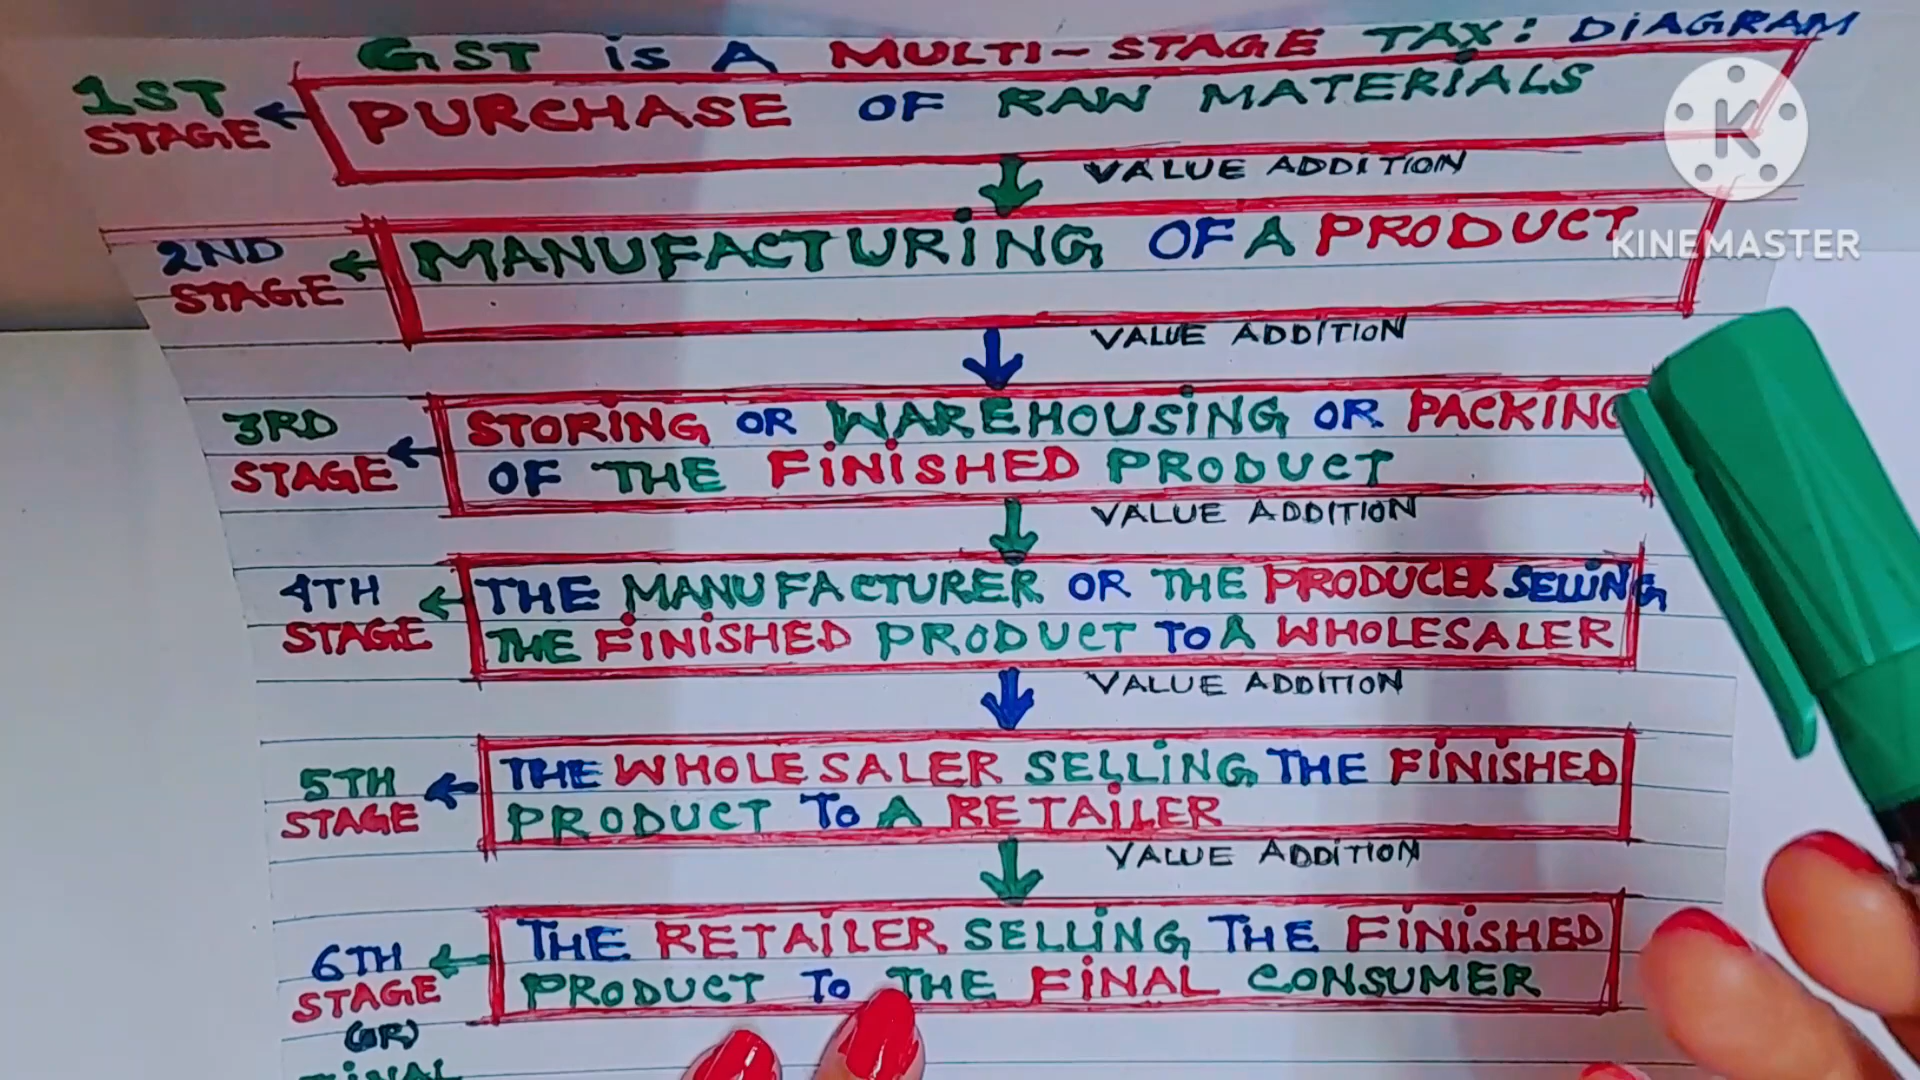 GST is A MULTI-STAGE TAX: DiAGRAM
1ST STAGE
PURCHASE OF RAW MATERiALS
VALUE ADDITION
2ND STAGE
MANUFACTURiNG OF A PRODUCT
VALUE ADDITION
3RD STAGE
STORiNG OR WAREHOUSiNG OR PACKING
OF THE FiNiSHED PRODUCT
VALUE ADDITION
4TH STAGE
THE MANUFACTURER OR THE PRODUCER SELLING
THE FiNiSHED PRODUCT TO A WHOLESALER
VALUE ADDITION
5TH STAGE
THE WHOLESALER SELLiNG THE FiNiSHED
PRODUCT To A RETAiLER
VALUE ADDiTION
6TH STAGE
(OR)
FiNAL
THE RETAiLER SELLiNG THE FiNiSHED
PRODUCT To THE FiNAL CONSUMER
K
KINEMASTER